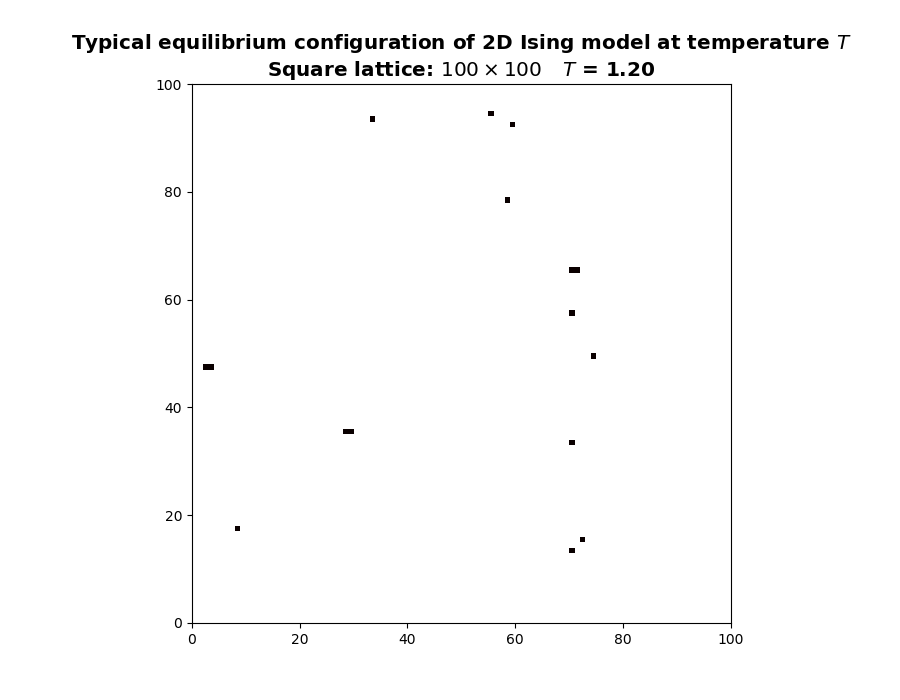 Typical equilibrium configuration of 2D Ising model at temperature T
Square lattice: 100 × 100 T = 1.20
100
80
60
40
20
0
0 20 40 60 80 100